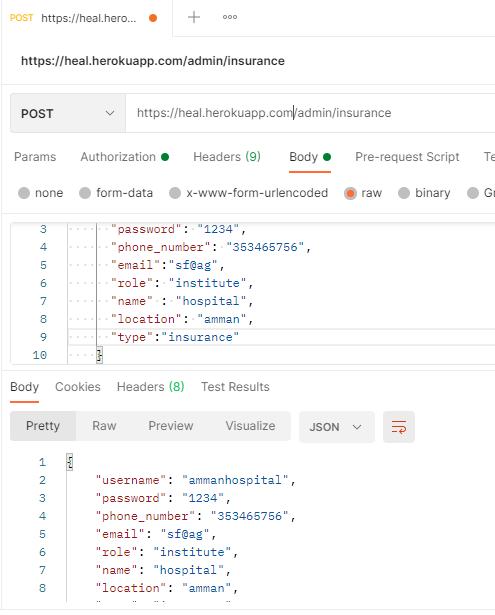 POST https://heal.hero...
https://heal.herokuapp.com/admin/insurance
POST https://heal.herokuapp.com/admin/insurance
Params Authorization Headers (9) Body Pre-request Script Te
none form-data x-www-form-urlencoded raw binary Gr
3 "password": "1234",
4 "phone_number": "353465756",
5 "email":"sf@ag",
6 "role": "institute",
7 "name" : "hospital",
8 "location": "amman",
9 "type":"insurance"
10 }
Body Cookies Headers (8) Test Results
Pretty Raw Preview Visualize JSON
1 {
2 "username": "ammanhospital",
3 "password": "1234",
4 "phone_number": "353465756",
5 "email": "sf@ag",
6 "role": "institute",
7 "name": "hospital",
8 "location": "amman",